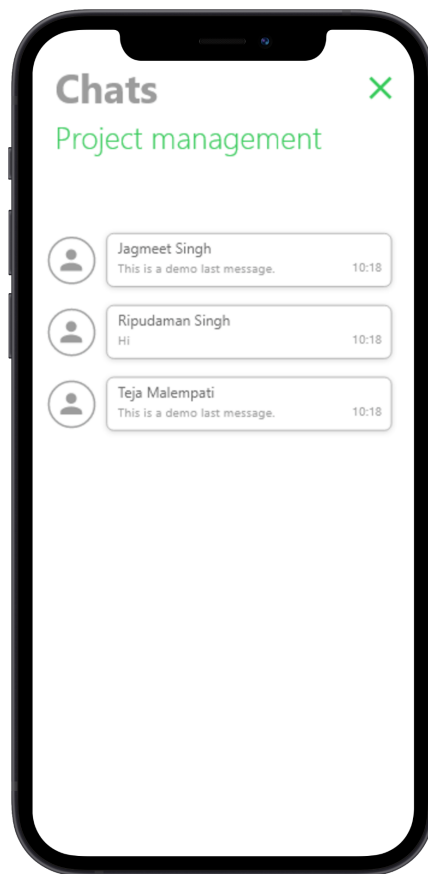 Chats
Project management
Jagmeet Singh
This is a demo last message.
10:18
Ripudaman Singh
Hi
10:18
Teja Malempati
This is a demo last message.
10:18